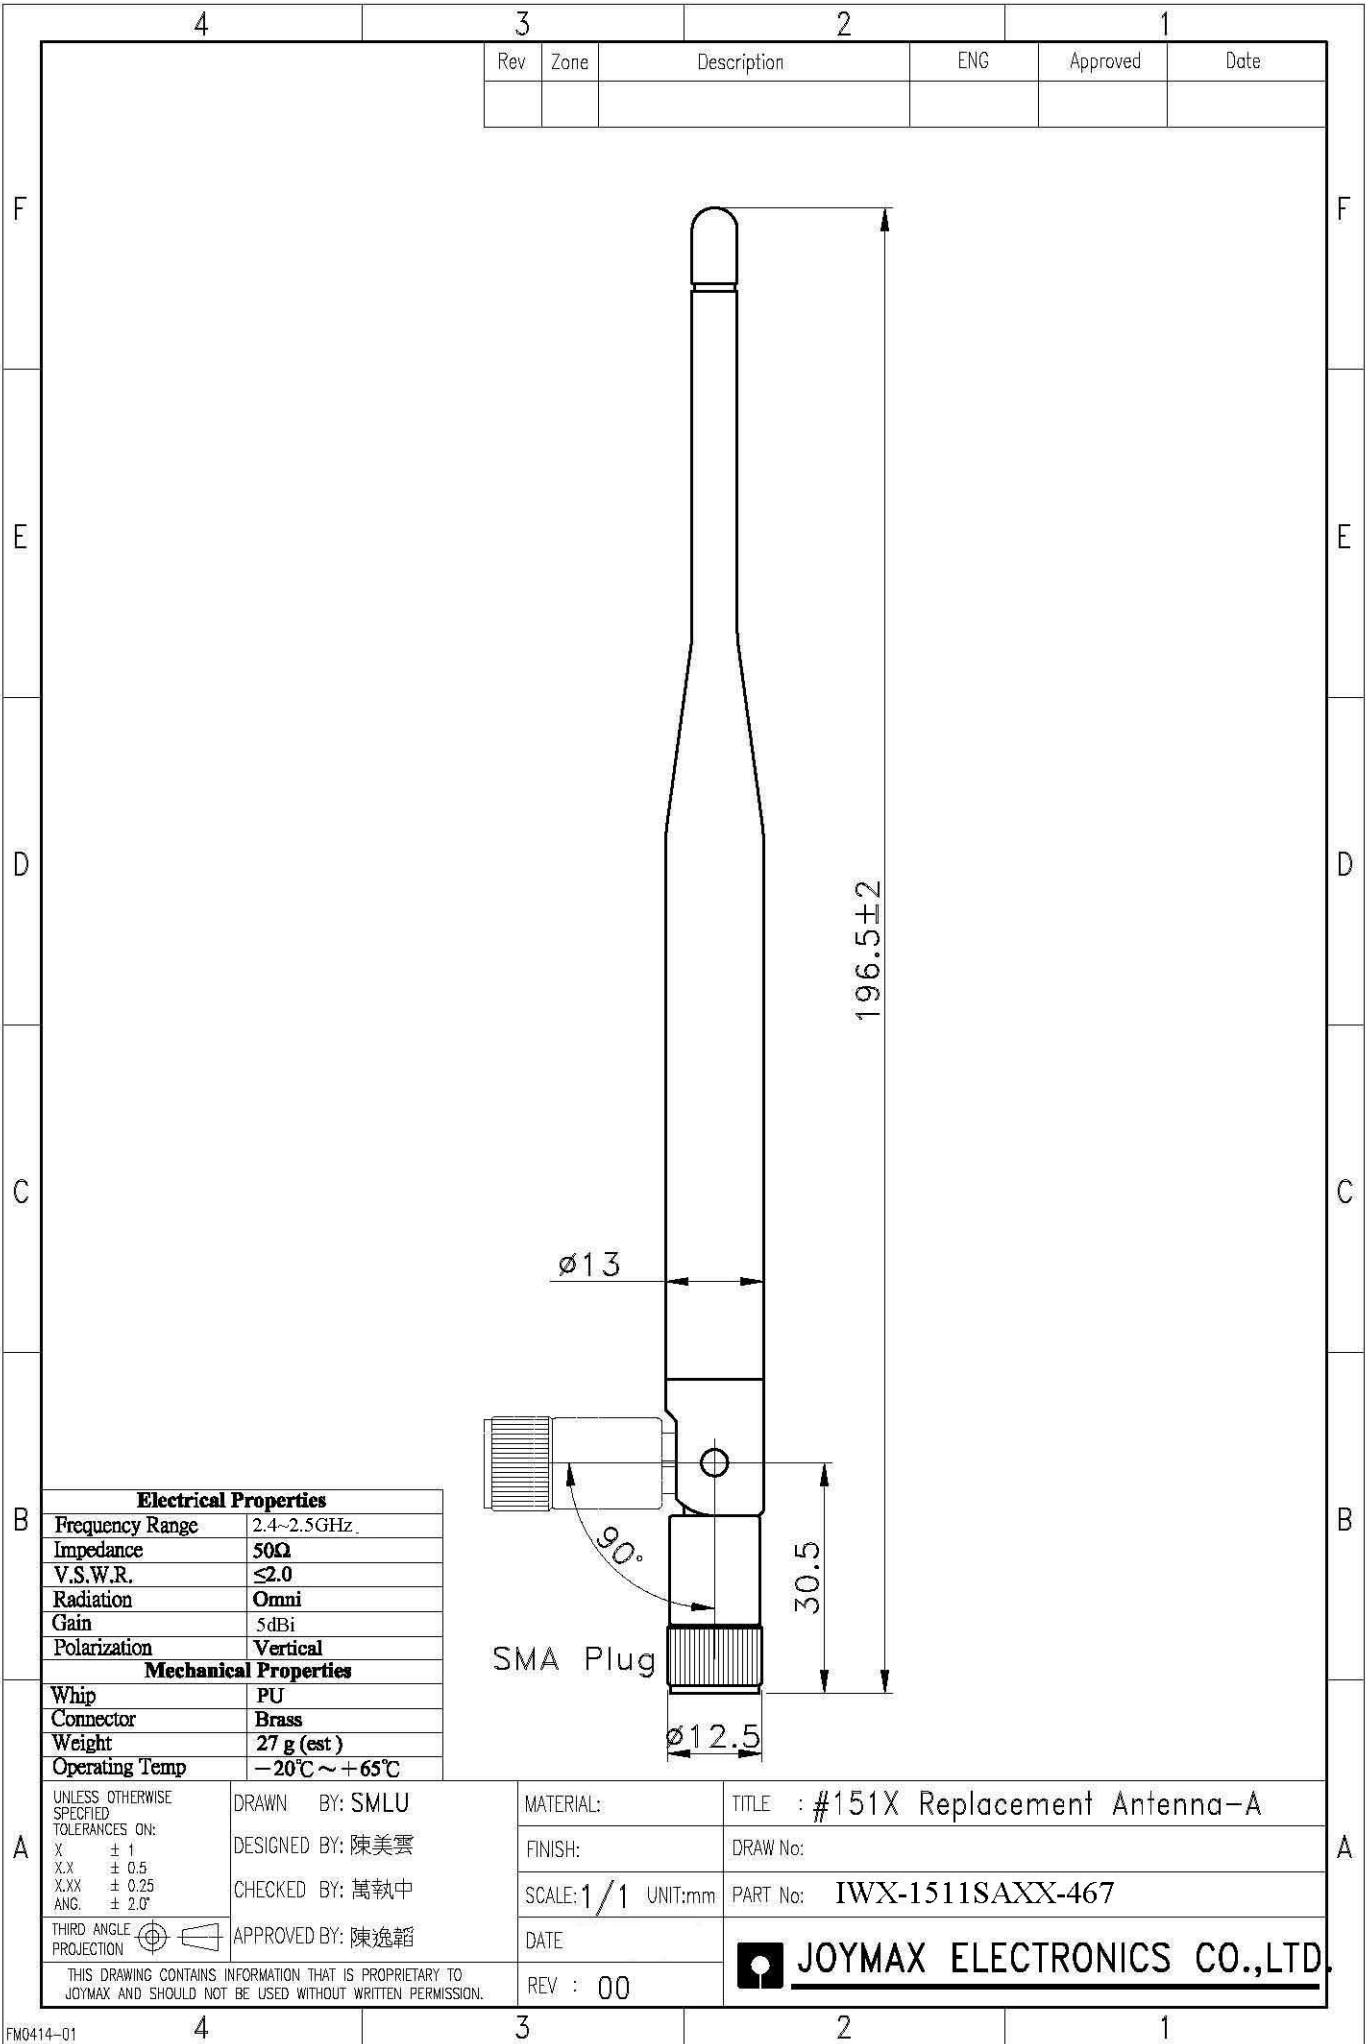 4 3 2 1
Rev Zone Description ENG Approved Date
F F
E E
D D
196.5±2
C C
ø13
B B
90°
30.5
SMA Plug
ø12.5
Electrical Properties
Frequency Range 2.4~2.5GHz
Impedance 50Ω
V.S.W.R. ≤2.0
Radiation Omni
Gain 5dBi
Polarization Vertical
Mechanical Properties
Whip PU
Connector Brass
Weight 27 g (est )
Operating Temp −20℃～+65℃
A A
UNLESS OTHERWISE
SPECFIED
TOLERANCES ON:
X ± 1
X.X ± 0.5
X.XX ± 0.25
ANG. ± 2.0°
THIRD ANGLE
PROJECTION
DRAWN BY: SMLU
DESIGNED BY: 陳美雲
CHECKED BY: 萬執中
APPROVED BY: 陳逸韜
THIS DRAWING CONTAINS INFORMATION THAT IS PROPRIETARY TO
JOYMAX AND SHOULD NOT BE USED WITHOUT WRITTEN PERMISSION.
MATERIAL:
FINISH:
SCALE: 1/1 UNIT:mm
DATE
REV : 00
TITLE : #151X Replacement Antenna-A
DRAW No:
PART No: IWX-1511SAXX-467
JOYMAX ELECTRONICS CO.,LTD.
4 3 2 1
FM0414-01